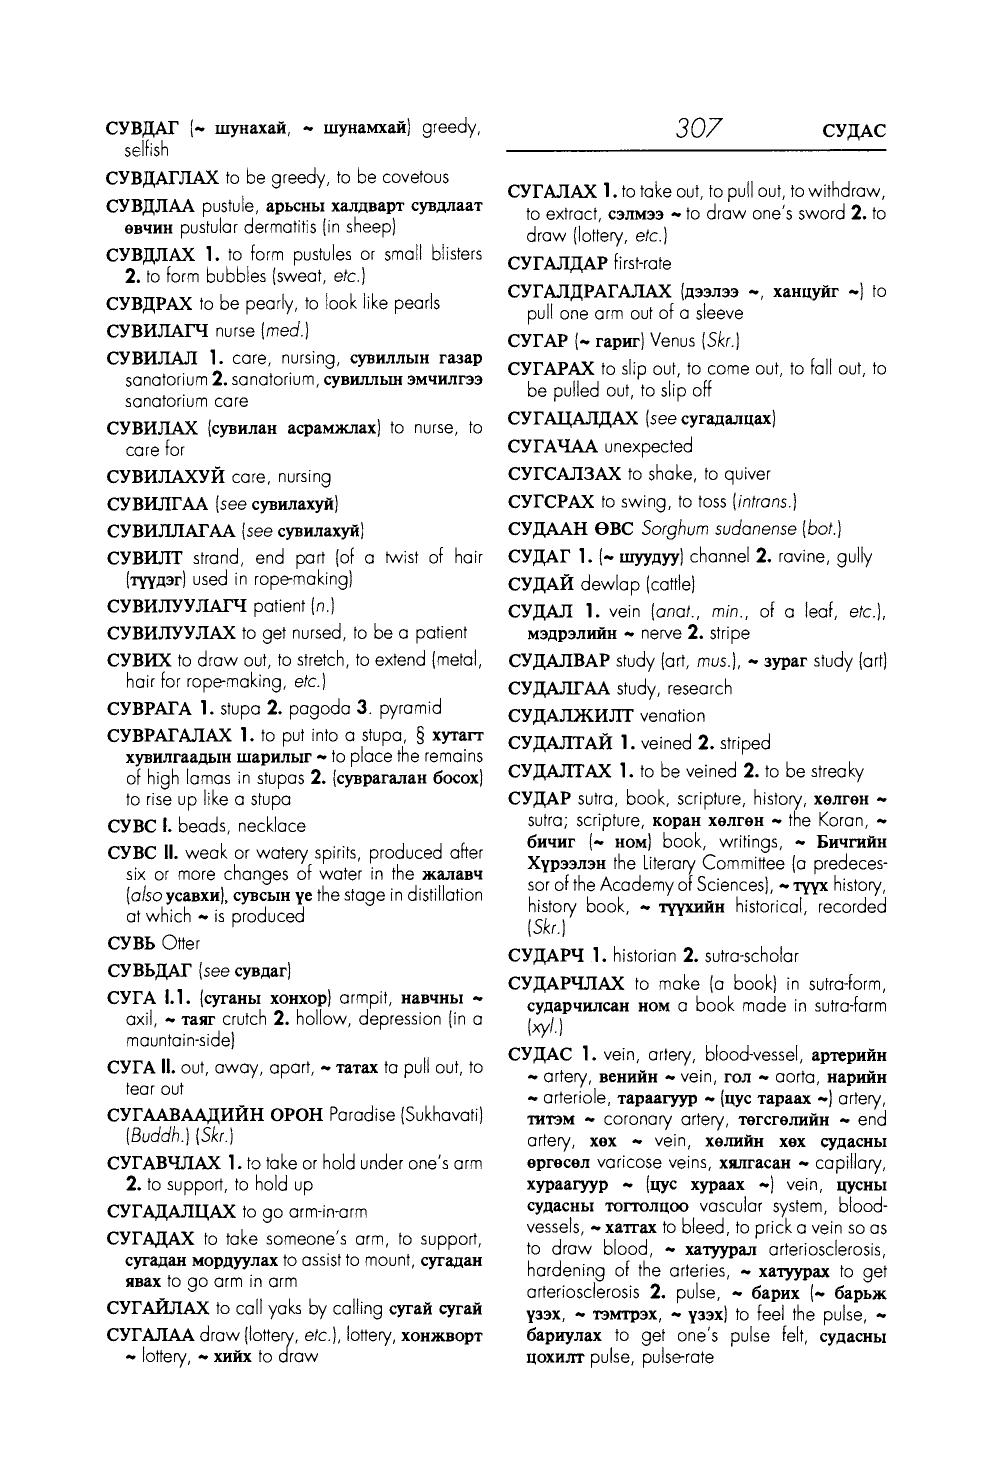 СУВДАГ (~ шунахай, ~ шунамхай) greedy,
selfish
СУВДАГЛАХ to be greedy, to be covetous
СУВДЛАА pustule, арьсны халдварт сувдлаат
өвчин pustular dermatitis (in sheep)
СУВДЛАХ 1. to form pustules or small blisters
2. to form bubbles (sweat, etc.)
СУВДРАХ to be pearly, to look like pearls
СУВИЛАГЧ nurse (med.)
СУВИЛАЛ 1. care, nursing, сувиллын газар
sanatorium 2. sanatorium, сувиллын эмчилгээ
sanatorium care
СУВИЛАХ (сувилан асрамжлах) to nurse, to
care for
СУВИЛАХУЙ care, nursing
СУВИЛГАА (see сувилахуй)
СУВИЛЛАГАА (see сувилахуй)
СУВИЛТ strand, end part (of a twist of hair
(түүдэг) used in rope-making)
СУВИЛУУЛАГЧ patient (n.)
СУВИЛУУЛАХ to get nursed, to be a patient
СУВИХ to draw out, to stretch, to extend (metal,
hair for rope-making, etc.)
СУВРАГА 1. stupa 2. pagoda 3. pyramid
СУВРАГАЛАХ 1. to put into a stupa, § хутагт
хувилгаадын шарилыг ~ to place the remains
of high lamas in stupas 2. (суврагалан босох)
to rise up like a stupa
СУВС I. beads, necklace
СУВС II. weak or watery spirits, produced after
six or more changes of water in the жалавч
(also усавхи), сувсын үе the stage in distillation
at which ~ is produced
СУВЬ Otter
СУВЬДАГ (see сувдаг)
СУГА I.1. (суганы хонхор) armpit, навчны ~
axil, ~ таяг crutch 2. hollow, depression (in a
mountain-side)
СУГА II. out, away, apart, ~ татах ta pull out, to
tear out
СУГААВААДИЙН ОРОН Paradise (Sukhavati)
(Buddh.) (Skr.)
СУГАВЧЛАХ 1. to take or hold under one's arm
2. to support, to hold up
СУГАДАЛЦАХ to go arm-in-arm
СУГАДАХ to take someone's arm, to support,
сугадан мордуулах to assist to mount, сугадан
явах to go arm in arm
СУГАЙЛАХ to call yaks by calling сугай сугай
СУГАЛАА draw (lottery, etc.), lottery, хонжворт
~ lottery, ~ хийх to draw
307 СУДАС
СУГАЛАХ 1. to take out, to pull out, to withdraw,
to extract, сэлмээ ~ to draw one's sword 2. to
draw (lottery, etc.)
СУГАЛДАР first-rate
СУГАЛДРАГАЛАХ (дээлээ ~, ханцуйг ~) to
pull one arm out of a sleeve
СУГАР (~ гариг) Venus (Skr.)
СУГАРАХ to slip out, to come out, to fall out, to
be pulled out, to slip off
СУГАЦАЛДАХ (see сугадалцах)
СУГАЧАА unexpected
СУГСАЛЗАХ to shake, to quiver
СУГСРАХ to swing, to toss (intrans.)
СУДААН ӨВС Sorghum sudanense (bot.)
СУДАГ 1. (~ шуудуу) channel 2. ravine, gully
СУДАЙ dewlap (cattle)
СУДАЛ 1. vein (anat., min., of a leaf, etc.),
мэдрэлийн ~ nerve 2. stripe
СУДАЛВАР study (art, mus.), ~ зураг study (art)
СУДАЛГАА study, research
СУДАЛЖИЛТ venation
СУДАЛТАЙ 1. veined 2. striped
СУДАЛТАХ 1. to be veined 2. to be streaky
СУДАР sutra, book, scripture, history, хөлгөн ~
sutra; scripture, коран хөлгөн ~ the Koran, ~
бичиг (~ ном) book, writings, ~ Бичгийн
Хүрээлэн the Literary Committee (a predeces-
sor of the Academy of Sciences), ~ түүх history,
history book, ~ түүхийн historical, recorded
(Skr.)
СУДАРЧ 1. historian 2. sutra-scholar
СУДАРЧЛАХ to make (a book) in sutra-form,
сударчилсан ном a book made in sutra-farm
(xyl.)
СУДАС 1. vein, artery, blood-vessel, артерийн
~ artery, венийн ~ vein, гол ~ aorta, нарийн
~ arteriole, тараагуур ~ (цус тараах ~) artery,
титэм ~ coronary artery, төгсгөлийн ~ end
artery, хөх ~ vein, хөлийн хөх судасны
өргөсөл varicose veins, хялгасан ~ capillary,
хураагуур ~ (цус хураах ~) vein, цусны
судасны тогтолцоо vascular system, blood-
vessels, ~ хатгах to bleed, to prick a vein so as
to draw blood, ~ хатуурал arteriosclerosis,
hardening of the arteries, ~ хатуурах to get
arteriosclerosis 2. pulse, ~ барих (~ барьж
үзэх, ~ тэмтрэх, ~ үзэх) to feel the pulse, ~
бариулах to get one's pulse felt, судасны
цохилт pulse, pulse-rate